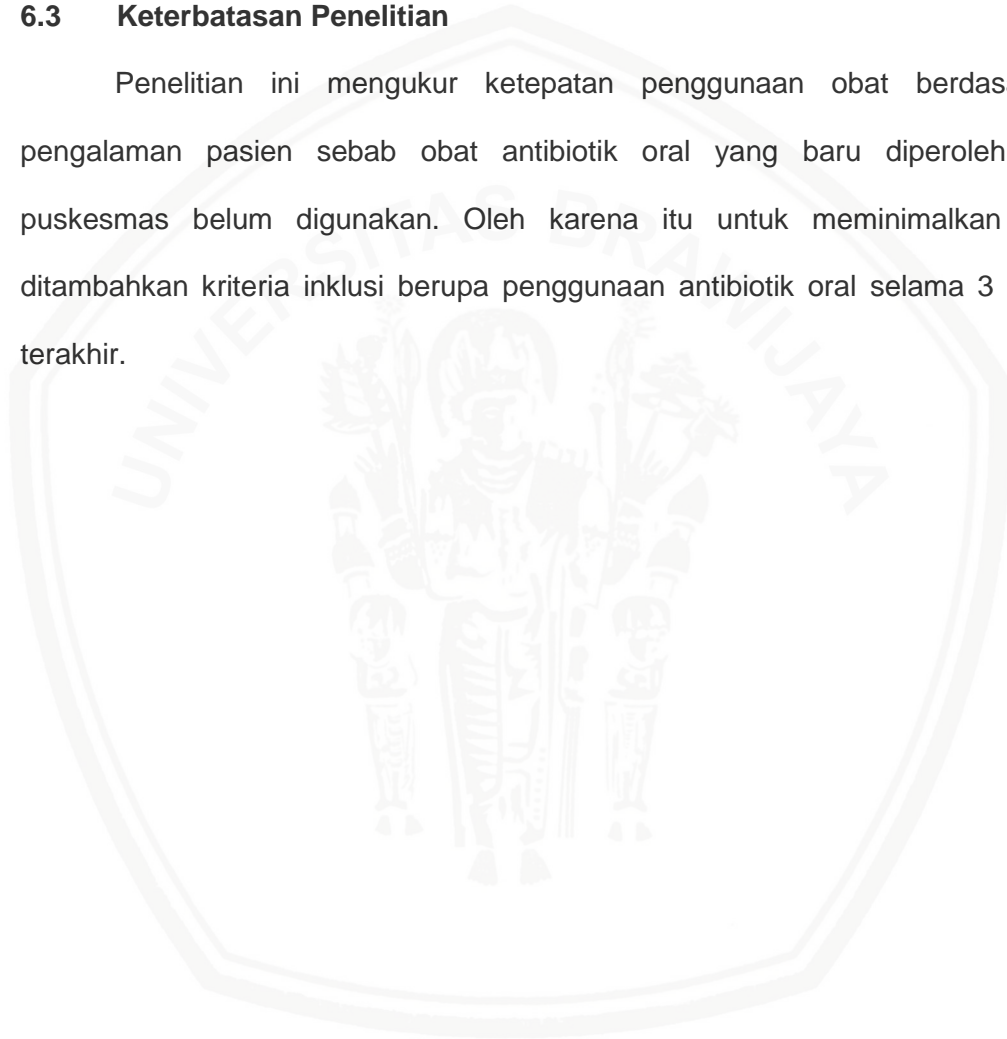 6.3 Keterbatasan Penelitian
Penelitian ini mengukur ketepatan penggunaan obat berdas
pengalaman pasien sebab obat antibiotik oral yang baru diperoleh
puskesmas belum digunakan. Oleh karena itu untuk meminimalkan
ditambahkan kriteria inklusi berupa penggunaan antibiotik oral selama 3
terakhir.
UNIVERSITAS BRAWIJAYA